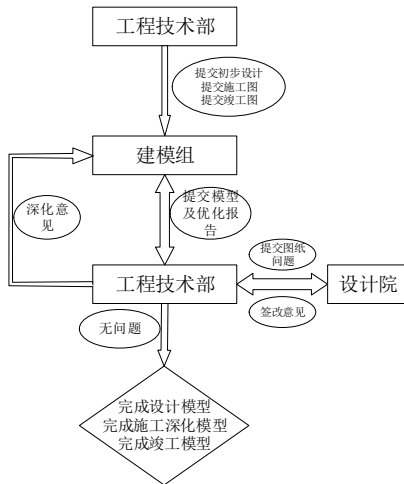 工程技术部
提交初步设计
提交施工图
提交竣工图
建模组
深化意
见
提交模型
及优化报
告
提交图纸
问题
工程技术部
设计院
签改意见
无问题
完成设计模型
完成施工深化模型
完成竣工模型